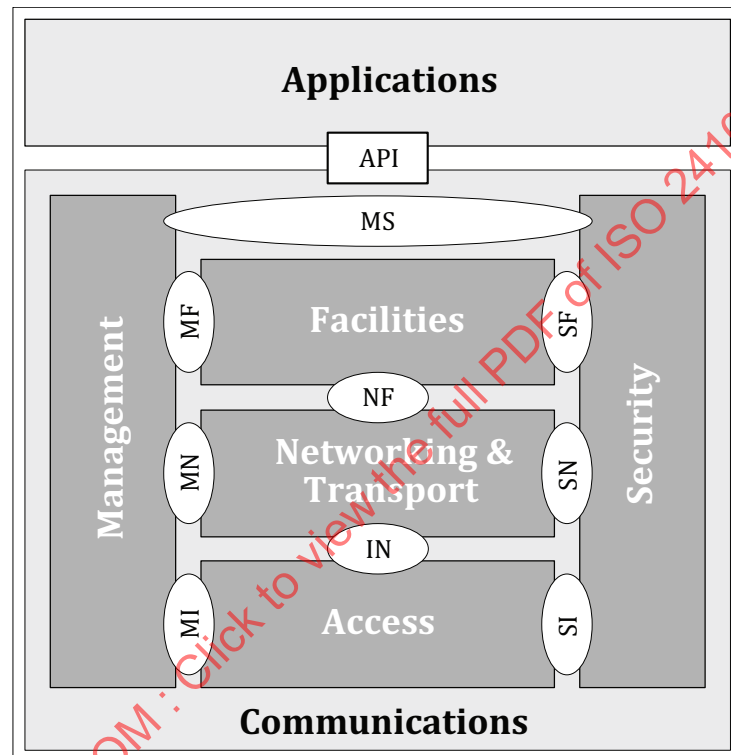 Applications
API
MS
Management
MF
Facilities
SF
Security
NF
MN
Networking &
Transport
SN
IN
MI
Access
SI
Communications
OM : Click to view the full PDF of ISO 2410